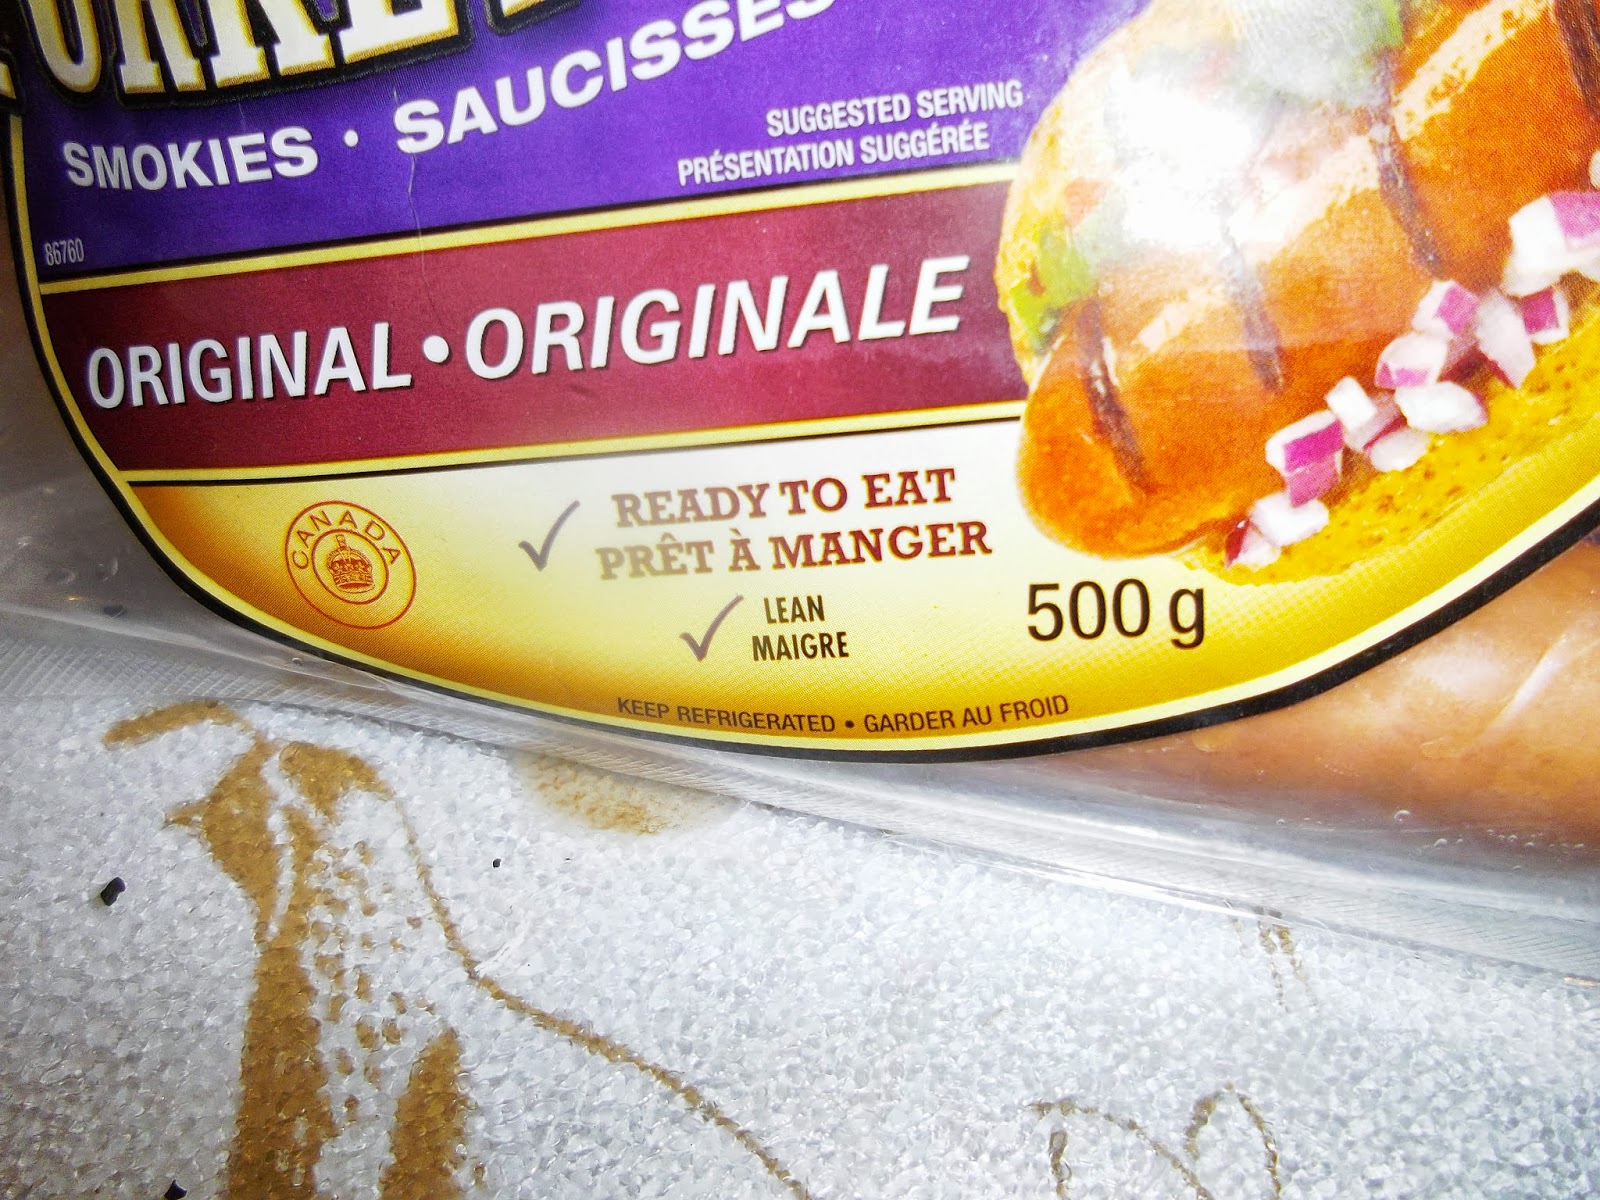 SMOKIES • SAUCISSES
SUGGESTED SERVING
PRÉSENTATION SUGGÉRÉE
86760
ORIGINAL • ORIGINALE
CANADA
READY TO EAT
PRÊT À MANGER
LEAN
MAIGRE
500 g
KEEP REFRIGERATED • GARDER AU FROID